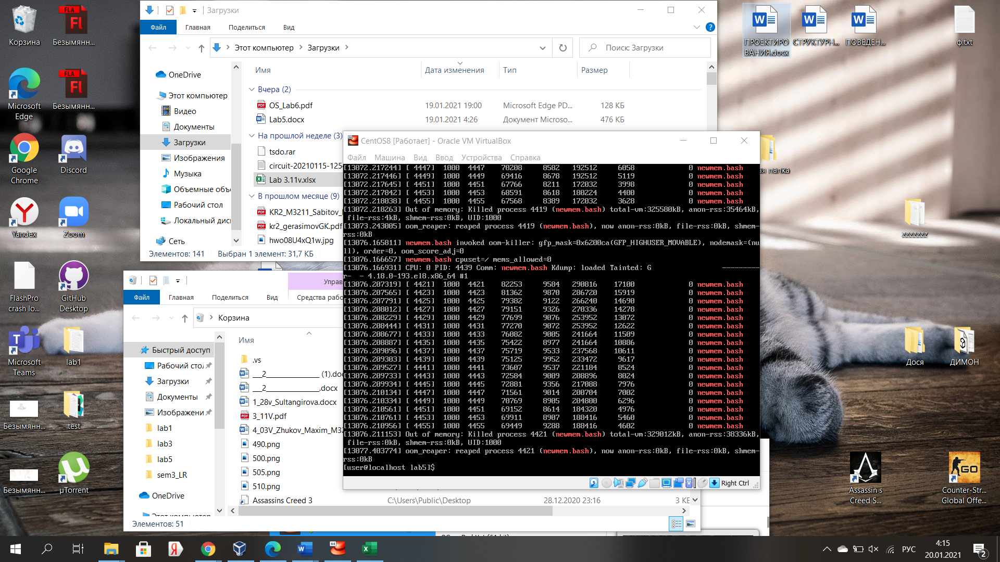 Корзина
Безымянн...
Microsoft Edge
Безымянн...
Google Chrome
Discord
Yandex
Zoom
FlashPro crash lo...
GitHub Desktop
Microsoft Teams
lab1
Безымянн...
test
Безымянн...
µTorrent
Загрузки
Файл Главная Поделиться Вид
Этот компьютер Загрузки
Поиск: Загрузки
OneDrive
Этот компьютер
Видео
Документы
Загрузки
Изображения
Музыка
Объемные объ
Рабочий стол
Локальный дис
Сеть
Имя Дата изменения Тип Размер
Вчера (2)
OS_Lab6.pdf 19.01.2021 19:00 Microsoft Edge PD... 128 КБ
Lab5.docx 19.01.2021 4:26 Документ Microso... 476 КБ
На прошлой неделе (3)
tsdo.rar
circuit-20210115-125
Lab 3.11v.xlsx
В прошлом месяце (9)
KR2_M3211_Sabitov_
kr2_gerasimovGK.pdf
hwo08U4xQ1w.jpg
Элементов: 141 Выбран 1 элемент: 31,7 КБ
Управ
Файл Главная Поделиться Вид Средства рабо
Корзина
Быстрый доступ
Рабочий стол
Загрузки
Документы
Изображени
lab1
lab3
lab5
sem3_LR
OneDrive
Этот компьютер
Имя
.vs
___2______________ (1).doc
___2______________.docx
1_28v_Sultangirova.docx
3_11V.pdf
4_03V_Zhukov_Maxim_M32
490.png
500.png
505.png
510.png
Assassins Creed 3 C:\Users\Public\Desktop 28.12.2020 23:16 3 КБ
Элементов: 51
CentOS8 [Работает] - Oracle VM VirtualBox
Файл Машина Вид Ввод Устройства Справка
[13072.217244] [ 4447] 1000 4447 70208 8582 192512 6058 0 newmem.bash
[13072.217446] [ 4449] 1000 4449 69416 8678 192512 5119 0 newmem.bash
[13072.217645] [ 4451] 1000 4451 67766 8211 172032 3998 0 newmem.bash
[13072.217842] [ 4453] 1000 4453 68591 8618 180224 4400 0 newmem.bash
[13072.218038] [ 4455] 1000 4455 67568 8389 172032 3628 0 newmem.bash
[13072.218263] Out of memory: Killed process 4419 (newmem.bash) total-vm:325580kB, anon-rss:35464kB,
file-rss:4kB, shmem-rss:0kB, UID:1000
[13073.243005] oom_reaper: reaped process 4419 (newmem.bash), now anon-rss:0kB, file-rss:0kB, shmem-
rss:0kB
[13076.165811] newmem.bash invoked oom-killer: gfp_mask=0x6200ca(GFP_HIGHUSER_MOVABLE), nodemask=(nu
ll), order=0, oom_score_adj=0
[13076.166657] newmem.bash cpuset=/ mems_allowed=0
[13076.166931] CPU: 0 PID: 4439 Comm: newmem.bash Kdump: loaded Tainted: G ---------
r-  - 4.18.0-193.el8.x86_64 #1
[13076.207319] [ 4421] 1000 4421 82253 9584 290816 17100 0 newmem.bash
[13076.207565] [ 4423] 1000 4423 81362 9870 286720 15919 0 newmem.bash
[13076.207791] [ 4425] 1000 4425 79382 9122 266240 14690 0 newmem.bash
[13076.208012] [ 4427] 1000 4427 79151 9326 270336 14278 0 newmem.bash
[13076.208229] [ 4429] 1000 4429 77699 9076 253952 13072 0 newmem.bash
[13076.208444] [ 4431] 1000 4431 77270 9072 253952 12622 0 newmem.bash
[13076.208677] [ 4433] 1000 4433 76082 9005 241664 11509 0 newmem.bash
[13076.208887] [ 4435] 1000 4435 75422 8977 241664 10886 0 newmem.bash
[13076.209096] [ 4437] 1000 4437 75719 9533 237568 10611 0 newmem.bash
[13076.209303] [ 4439] 1000 4439 75125 9952 233472 9617 0 newmem.bash
[13076.209527] [ 4441] 1000 4441 73607 9537 221184 8524 0 newmem.bash
[13076.209733] [ 4443] 1000 4443 72584 9009 208896 8024 0 newmem.bash
[13076.209934] [ 4445] 1000 4445 72881 9356 217088 7976 0 newmem.bash
[13076.210134] [ 4447] 1000 4447 71561 9014 200704 7002 0 newmem.bash
[13076.210334] [ 4449] 1000 4449 70769 8905 204800 6296 0 newmem.bash
[13076.210561] [ 4451] 1000 4451 69152 8614 184320 4976 0 newmem.bash
[13076.210761] [ 4453] 1000 4453 69911 8907 188416 5460 0 newmem.bash
[13076.210956] [ 4455] 1000 4455 69449 9288 188416 4602 0 newmem.bash
[13076.211153] Out of memory: Killed process 4421 (newmem.bash) total-vm:329012kB, anon-rss:38336kB,
file-rss:0kB, shmem-rss:0kB, UID:1000
[13077.403774] oom_reaper: reaped process 4421 (newmem.bash), now anon-rss:0kB, file-rss:0kB, shmem-
rss:0kB
[user@localhost lab5]$
Right Ctrl
ПРОЕКТИРО
ВАНИЯ.docx
СТРУКТУРН...
ПОВЕДЕН...
ф.txt
ая папка
zzzzzzz
Дося
ДИМОН
Assassin s
Creed S...
Counter-Str...
Global Offe...
РУС
4:15
20.01.2021
2